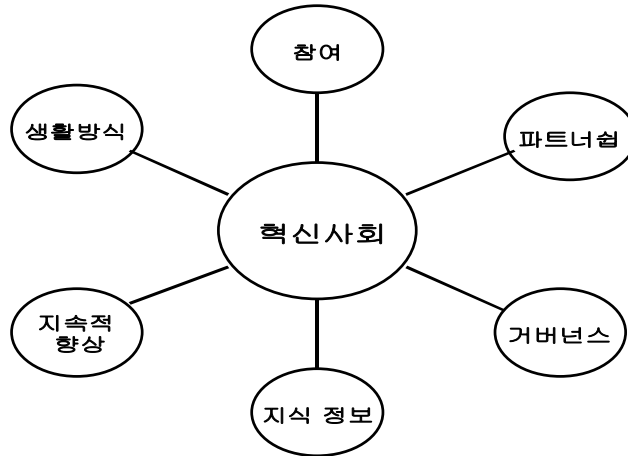 참여
생활방식
파트너쉽
혁신사회
지속적
향상
거버넌스
지식 정보